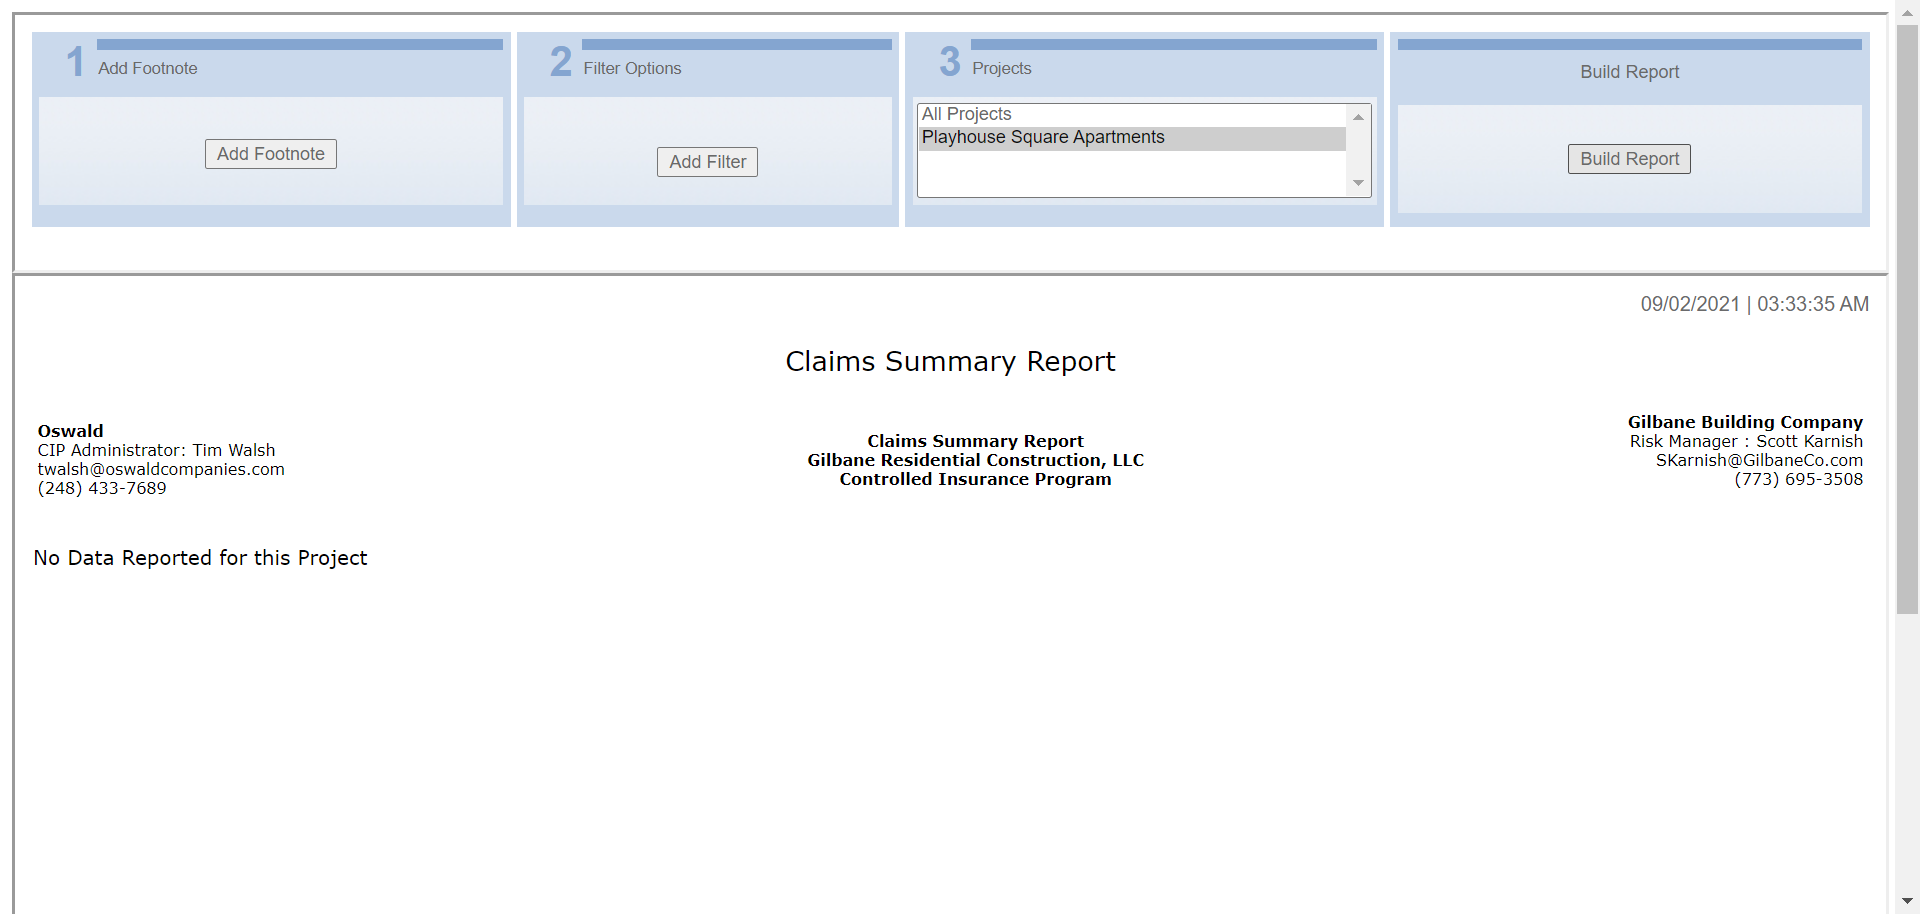 1 Add Footnote
Add Footnote
2 Filter Options
Add Filter
3 Projects
All Projects
Playhouse Square Apartments
Build Report
Build Report
09/02/2021 | 03:33:35 AM
Claims Summary Report
Oswald
CIP Administrator: Tim Walsh
twalsh@oswaldcompanies.com
(248) 433-7689
Claims Summary Report
Gilbane Residential Construction, LLC
Controlled Insurance Program
Gilbane Building Company
Risk Manager : Scott Karnish
SKarnish@GilbaneCo.com
(773) 695-3508
No Data Reported for this Project